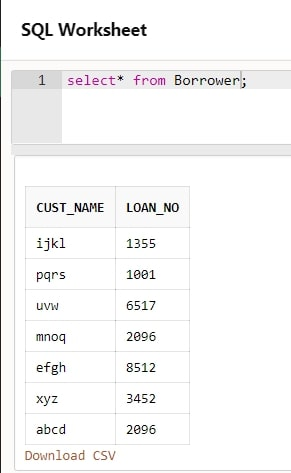 SQL Worksheet
1 select* from Borrower;
CUST_NAME LOAN_NO
ijkl 1355
pqrs 1001
uvw 6517
mnoq 2096
efgh 8512
xyz 3452
abcd 2096
Download CSV